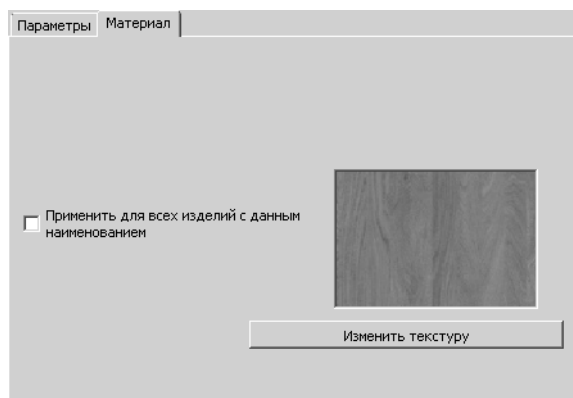 Параметры Материал
Применить для всех изделий с данным
наименованием
Изменить текстуру